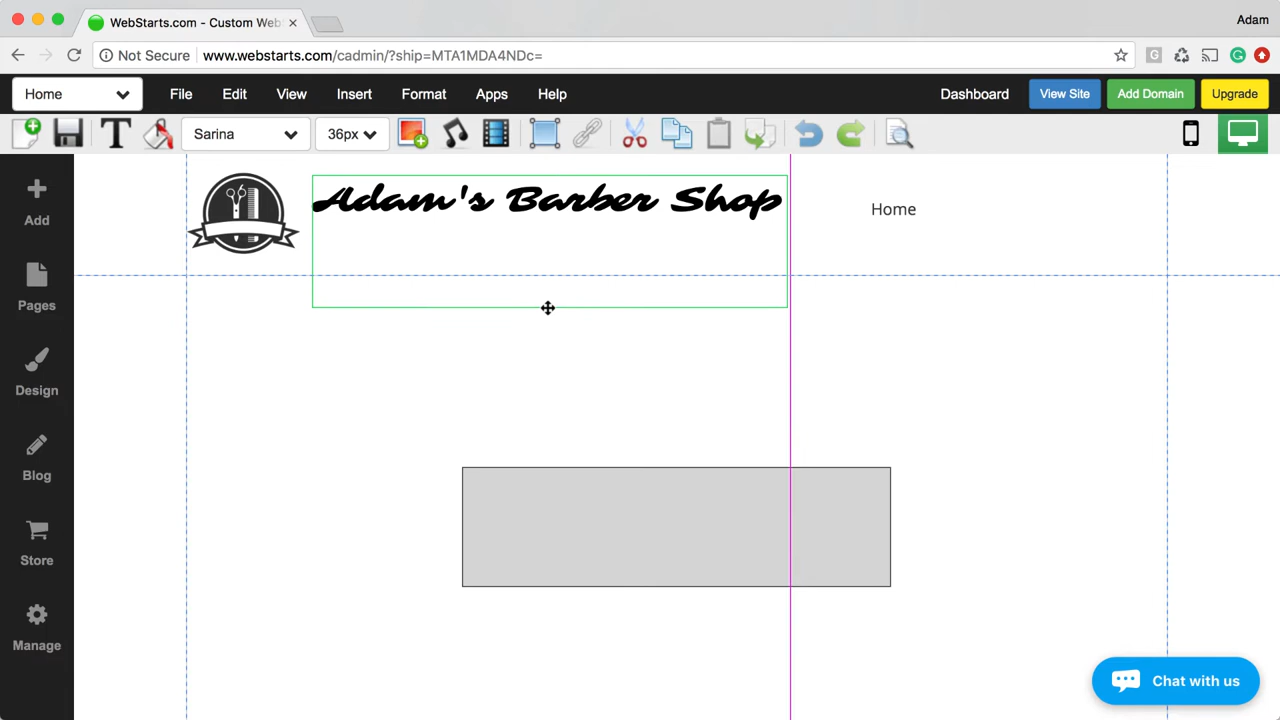 WebStarts.com - Custom Web
Adam
Not Secure www.webstarts.com/cadmin/?ship=MTA1MDA4NDc=
Home File Edit View Insert Format Apps Help Dashboard View Site Add Domain Upgrade
Sarina 36px
Add
Pages
Design
Blog
Store
Manage
Adam's Barber Shop
Home
Chat with us